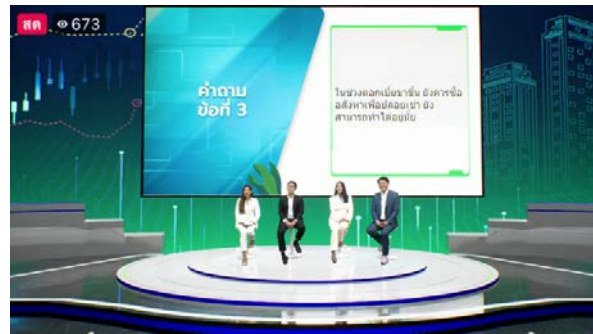 สด 673
คำถาม
ข้อที่ 3
ในช่วงดอกเบี้ยขาขึ้น ยังควรซื้อ
อสังหาเพื่อปล่อยเช่า ยัง
สามารถทำได้อยู่มั้ย